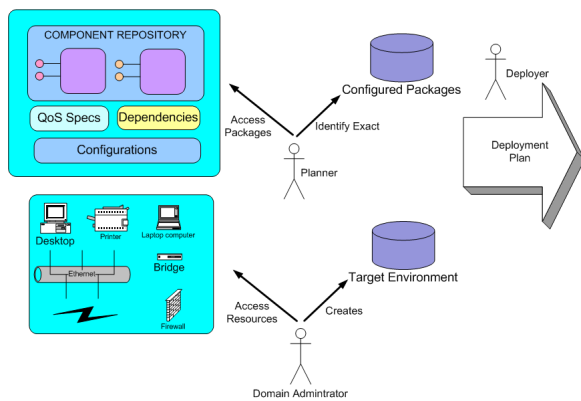 COMPONENT REPOSITORY
QoS Specs
Dependencies
Configurations
Access
Packages
Identify Exact
Configured Packages
Planner
Deployer
Deployment
Plan
Desktop
Printer
Laptop computer
Ethernet
Bridge
Firewall
Access
Resources
Creates
Target Environment
Domain Admintrator